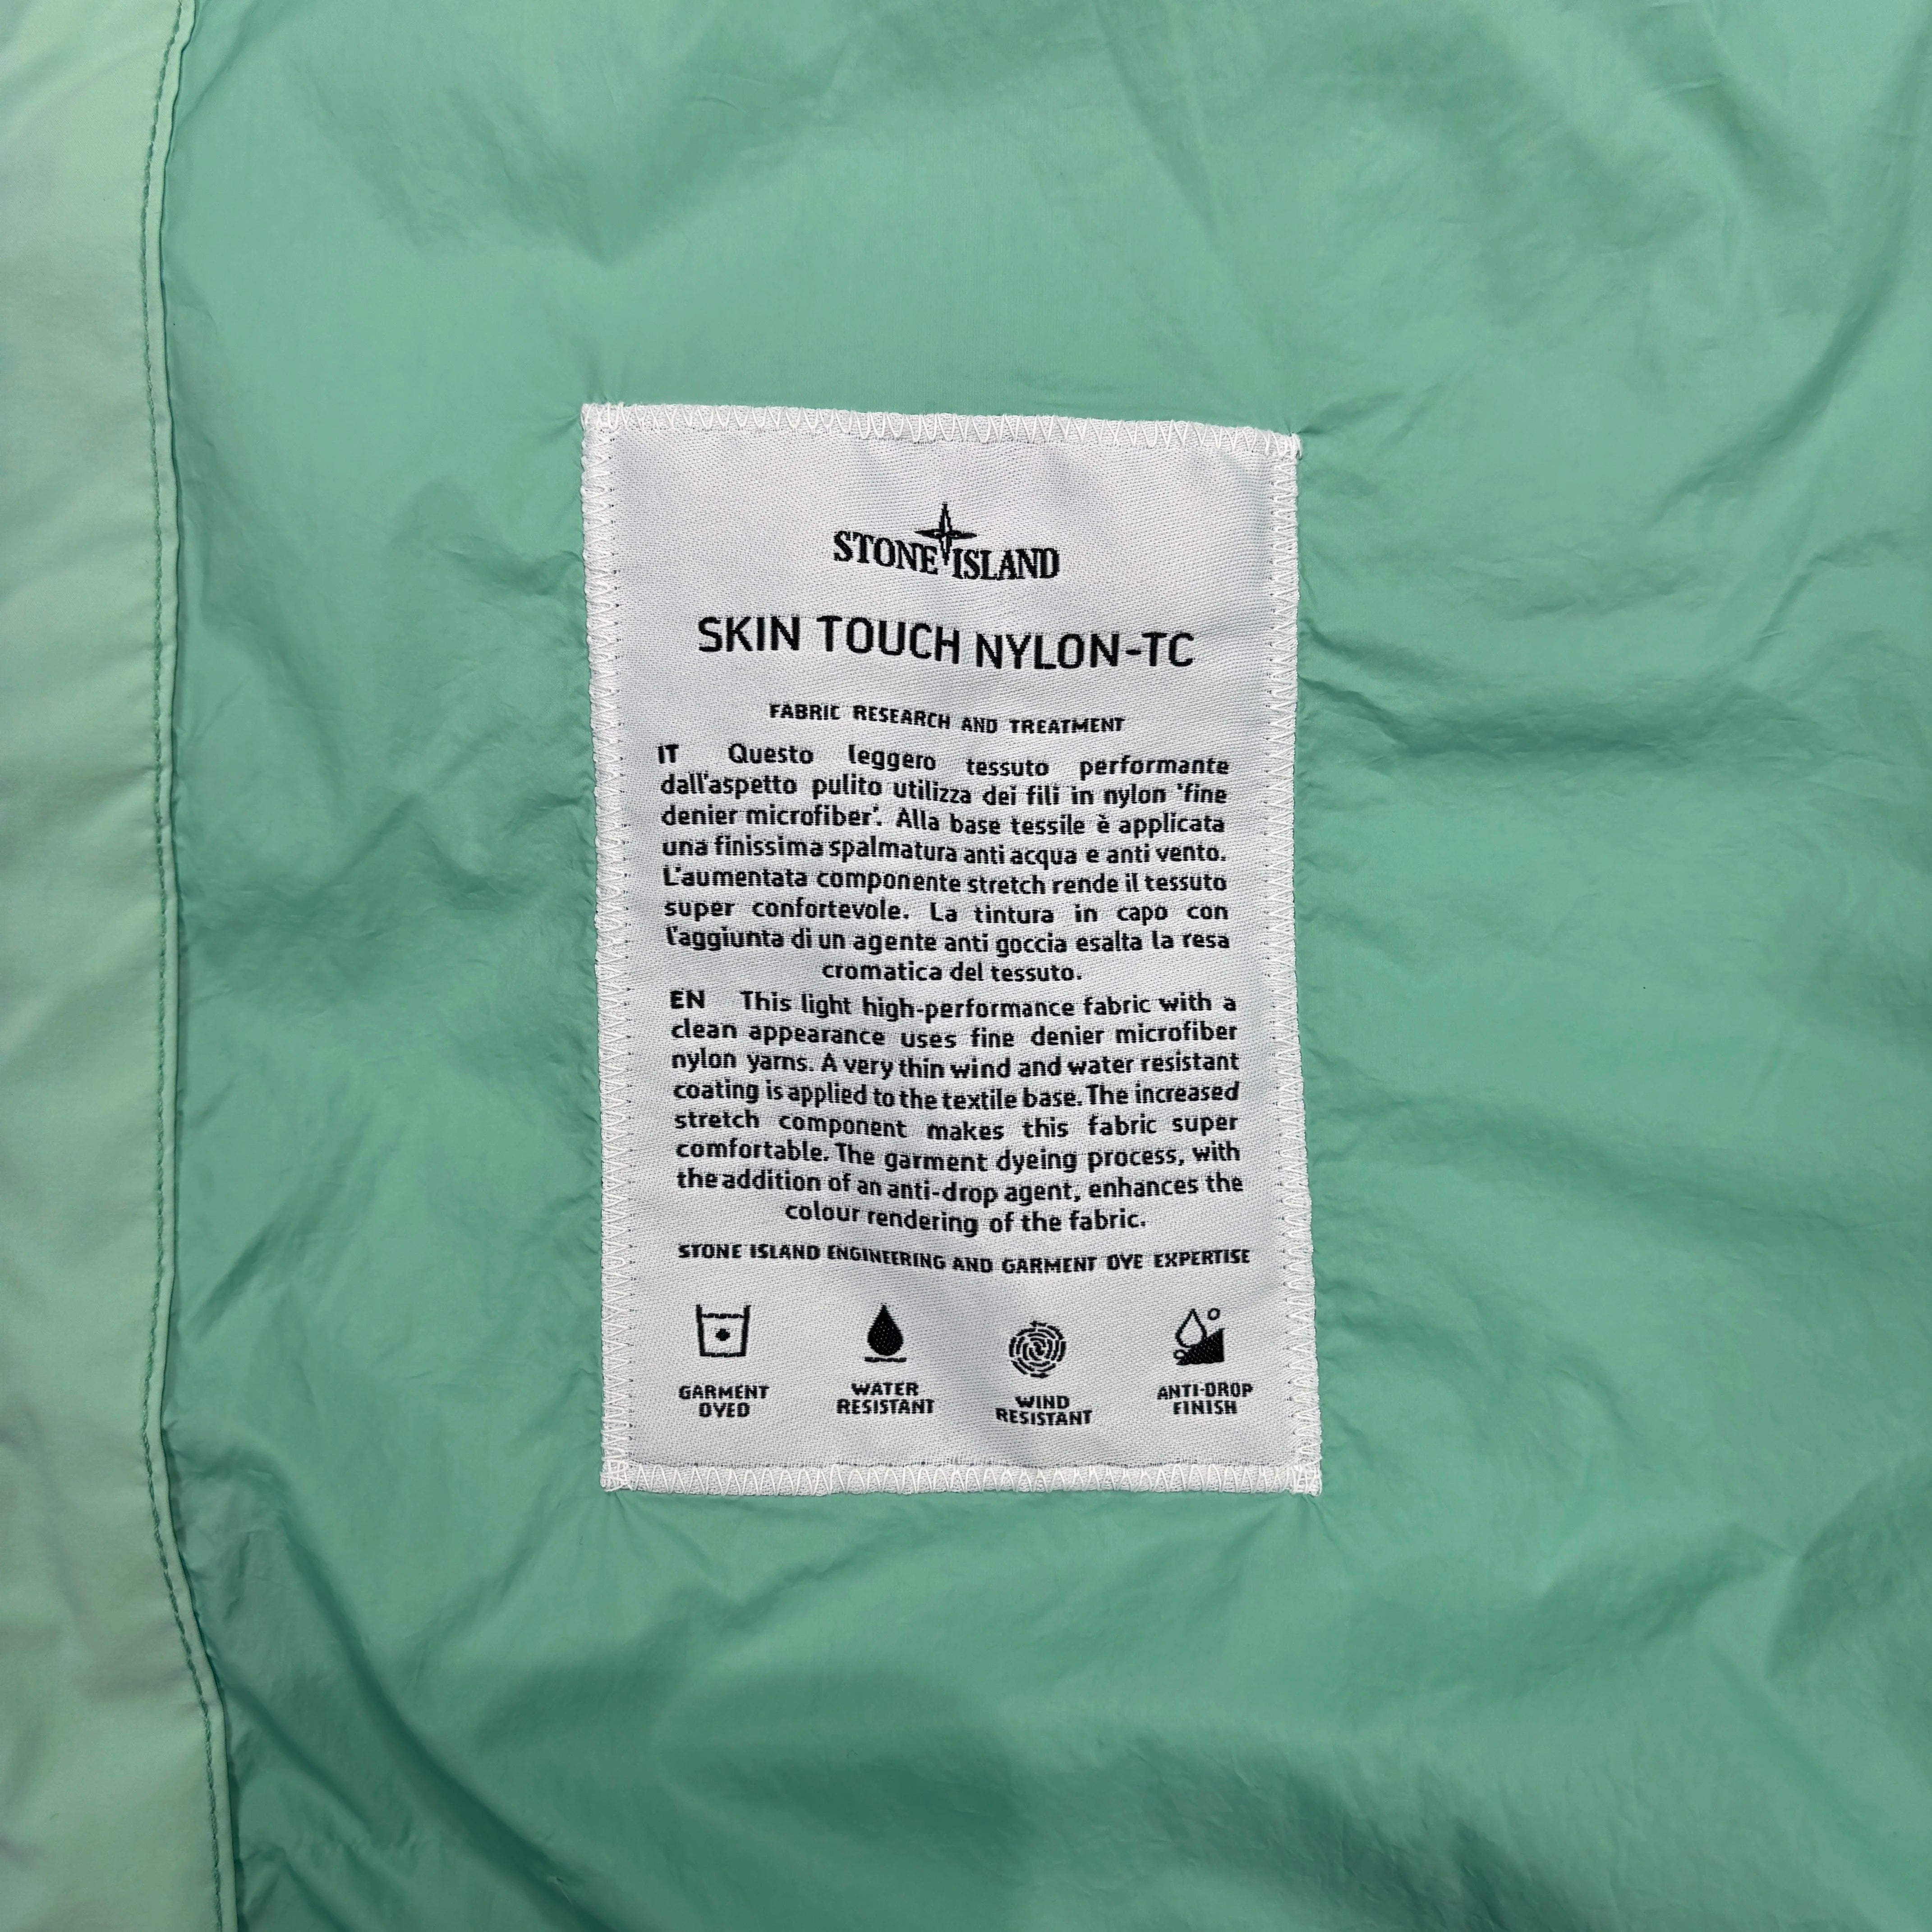 STONE ISLAND
SKIN TOUCH NYLON-TC
FABRIC RESEARCH AND TREATMENT
IT Questo leggero tessuto performante
dall'aspetto pulito utilizza dei fili in nylon 'fine
denier microfiber'. Alla base tessile è applicata
una finissima spalmatura anti acqua e anti vento.
L'aumentata componente stretch rende il tessuto
super confortevole. La tintura in capo con
l'aggiunta di un agente anti goccia esalta la resa
cromatica del tessuto.
EN This light high-performance fabric with a
clean appearance uses fine denier microfiber
nylon yarns. A very thin wind and water resistant
coating is applied to the textile base. The increased
stretch component makes this fabric super
comfortable. The garment dyeing process, with
the addition of an anti-drop agent, enhances the
colour rendering of the fabric.
STONE ISLAND ENGINEERING AND GARMENT DYE EXPERTISE
GARMENT
DYED
WATER
RESISTANT
WIND
RESISTANT
ANTI-DROP
FINISH